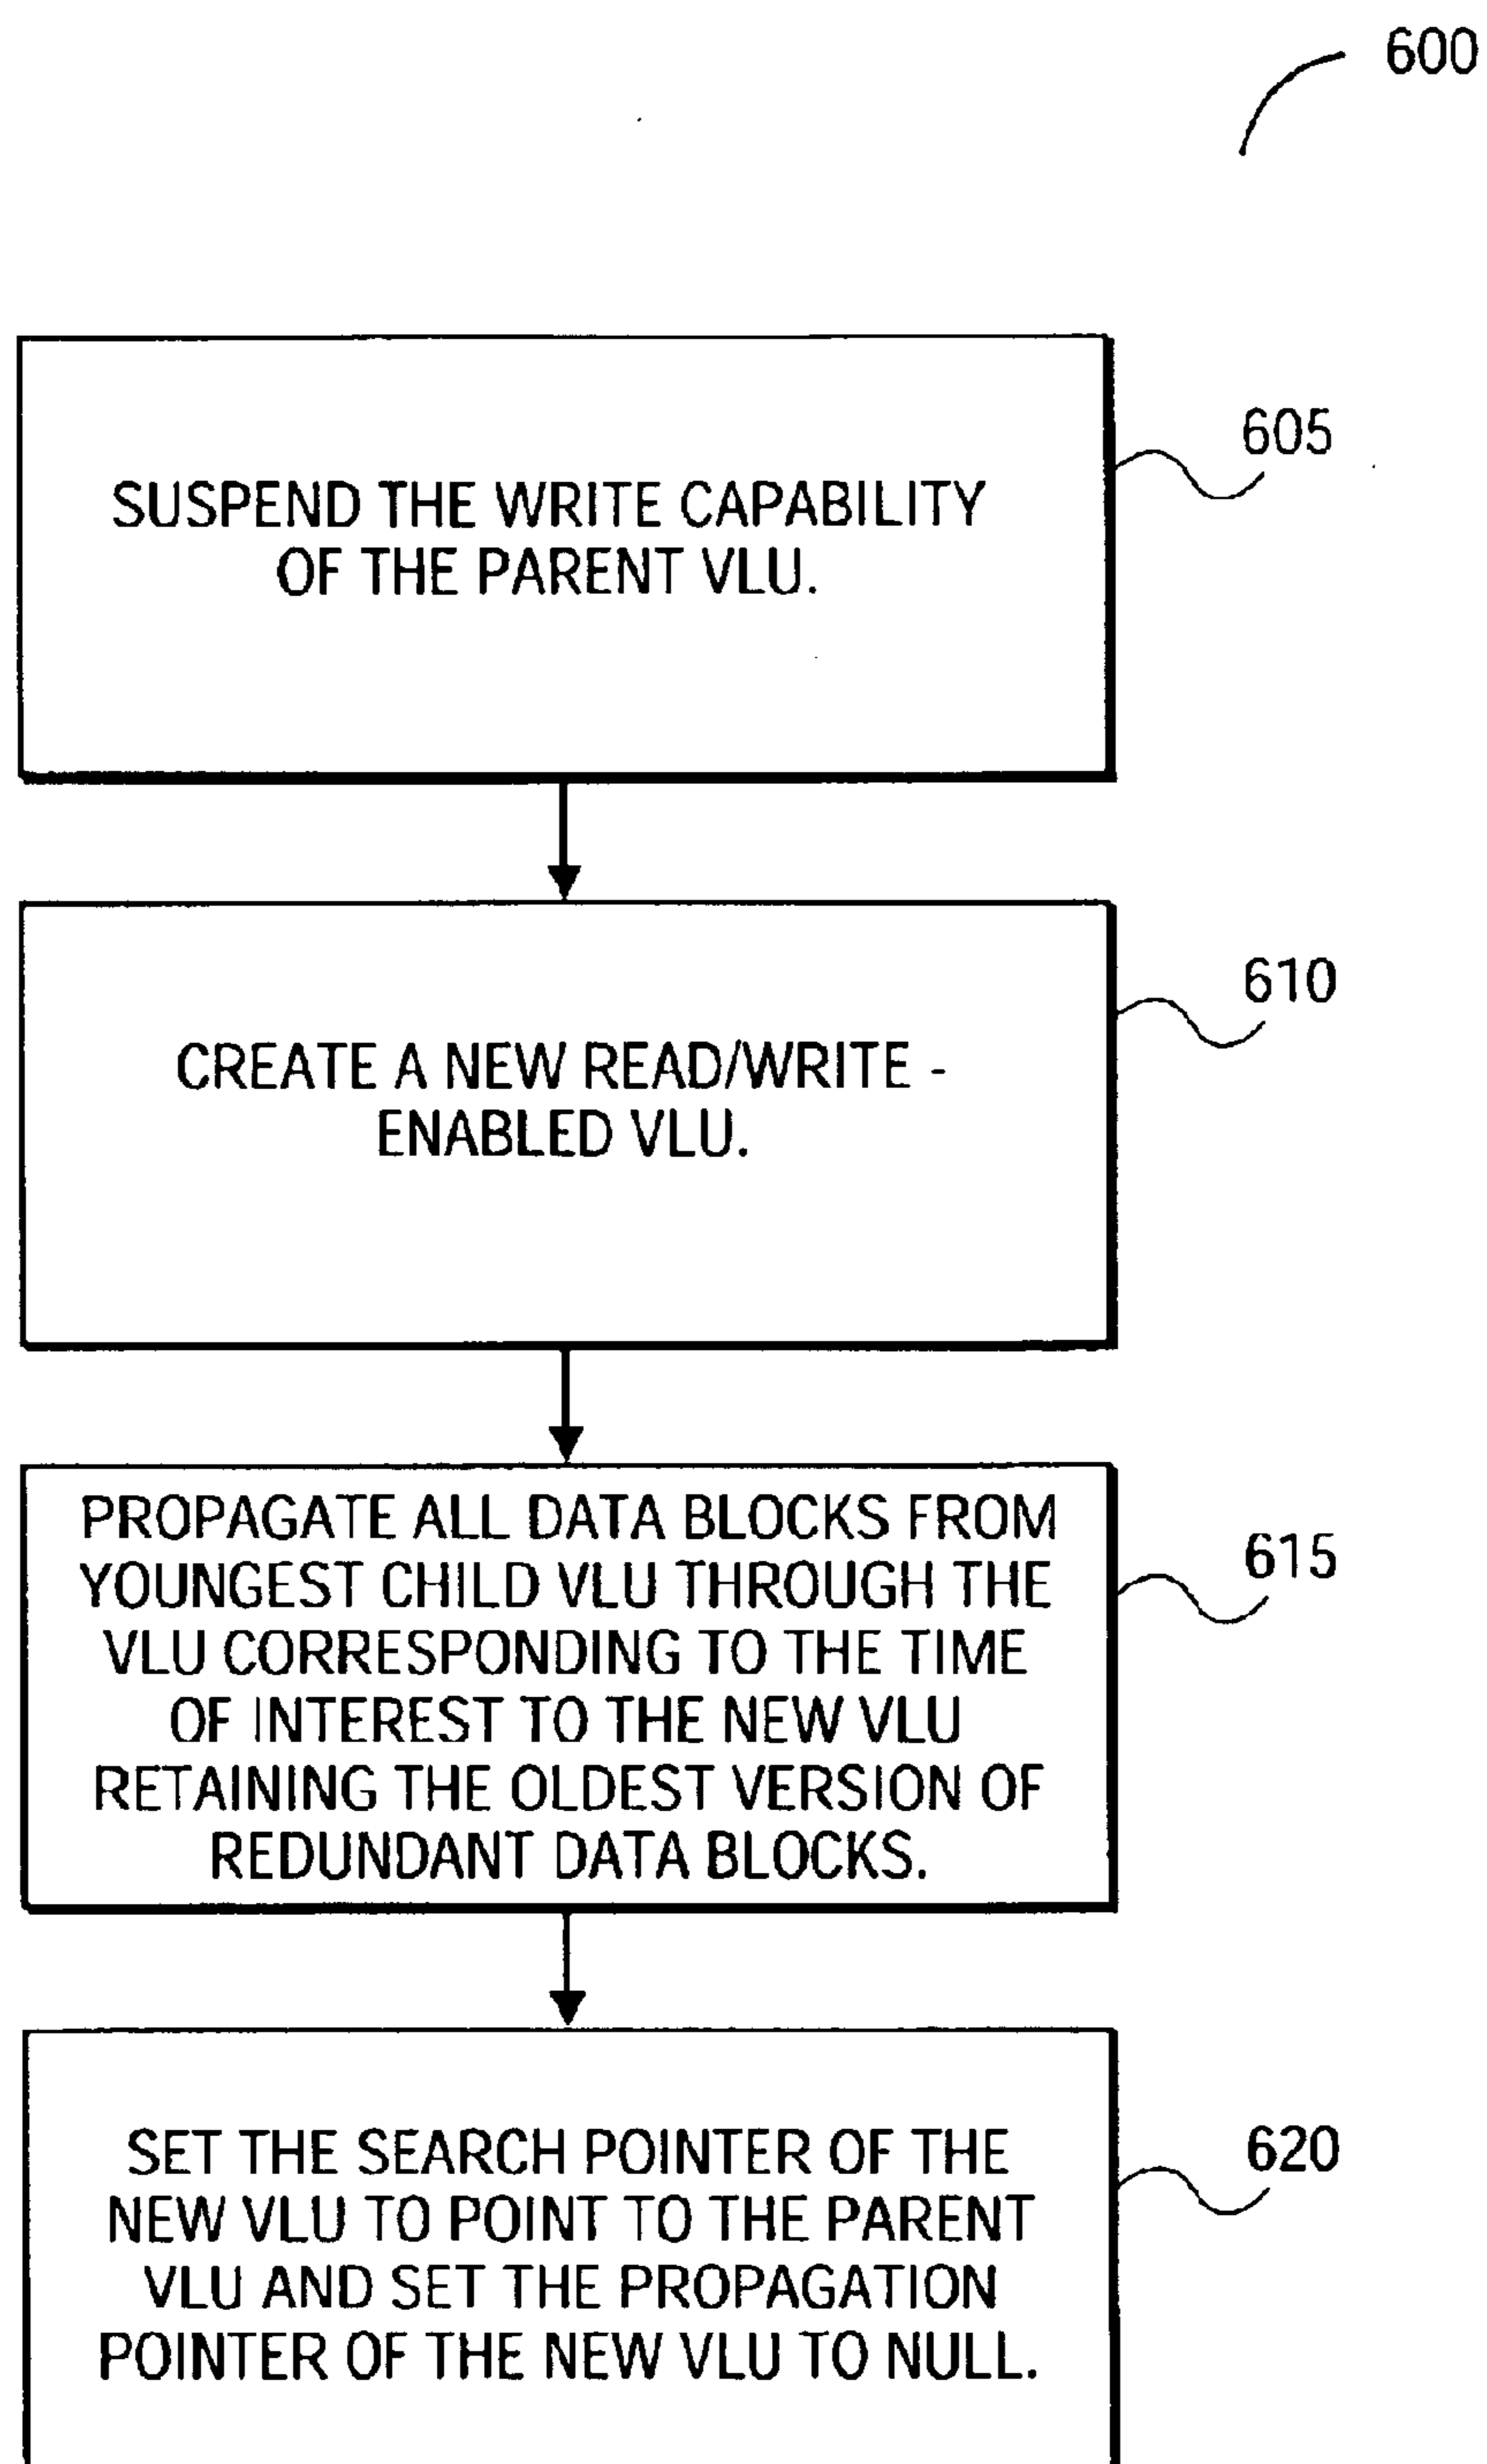 600
SUSPEND THE WRITE CAPABILITY
OF THE PARENT VLU.
605
CREATE A NEW READ/WRITE -
ENABLED VLU.
610
PROPAGATE ALL DATA BLOCKS FROM
YOUNGEST CHILD VLU THROUGH THE
VLU CORRESPONDING TO THE TIME
OF INTEREST TO THE NEW VLU
RETAINING THE OLDEST VERSION OF
REDUNDANT DATA BLOCKS.
615
SET THE SEARCH POINTER OF THE
NEW VLU TO POINT TO THE PARENT
VLU AND SET THE PROPAGATION
POINTER OF THE NEW VLU TO NULL.
620